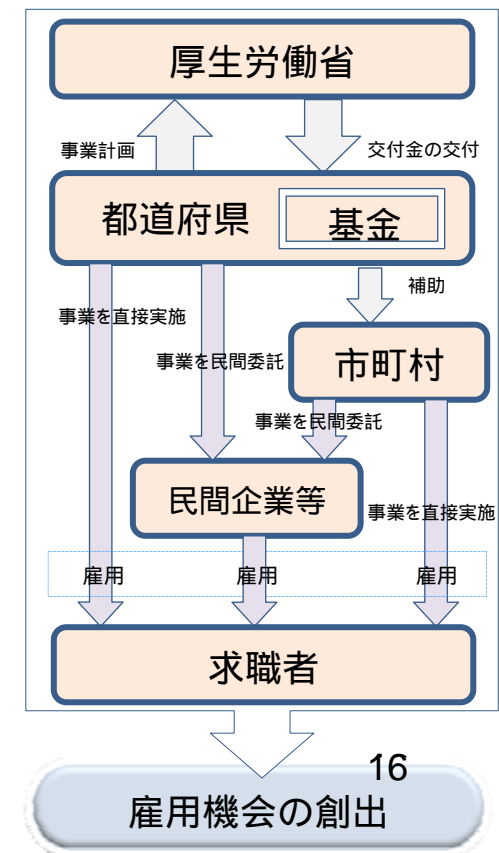 厚生労働省
事業計画
交付金の交付
都道府県
基金
補助
事業を直接実施
事業を民間委託
市町村
事業を民間委託
民間企業等
事業を直接実施
雇用
雇用
雇用
求職者
16
雇用機会の創出